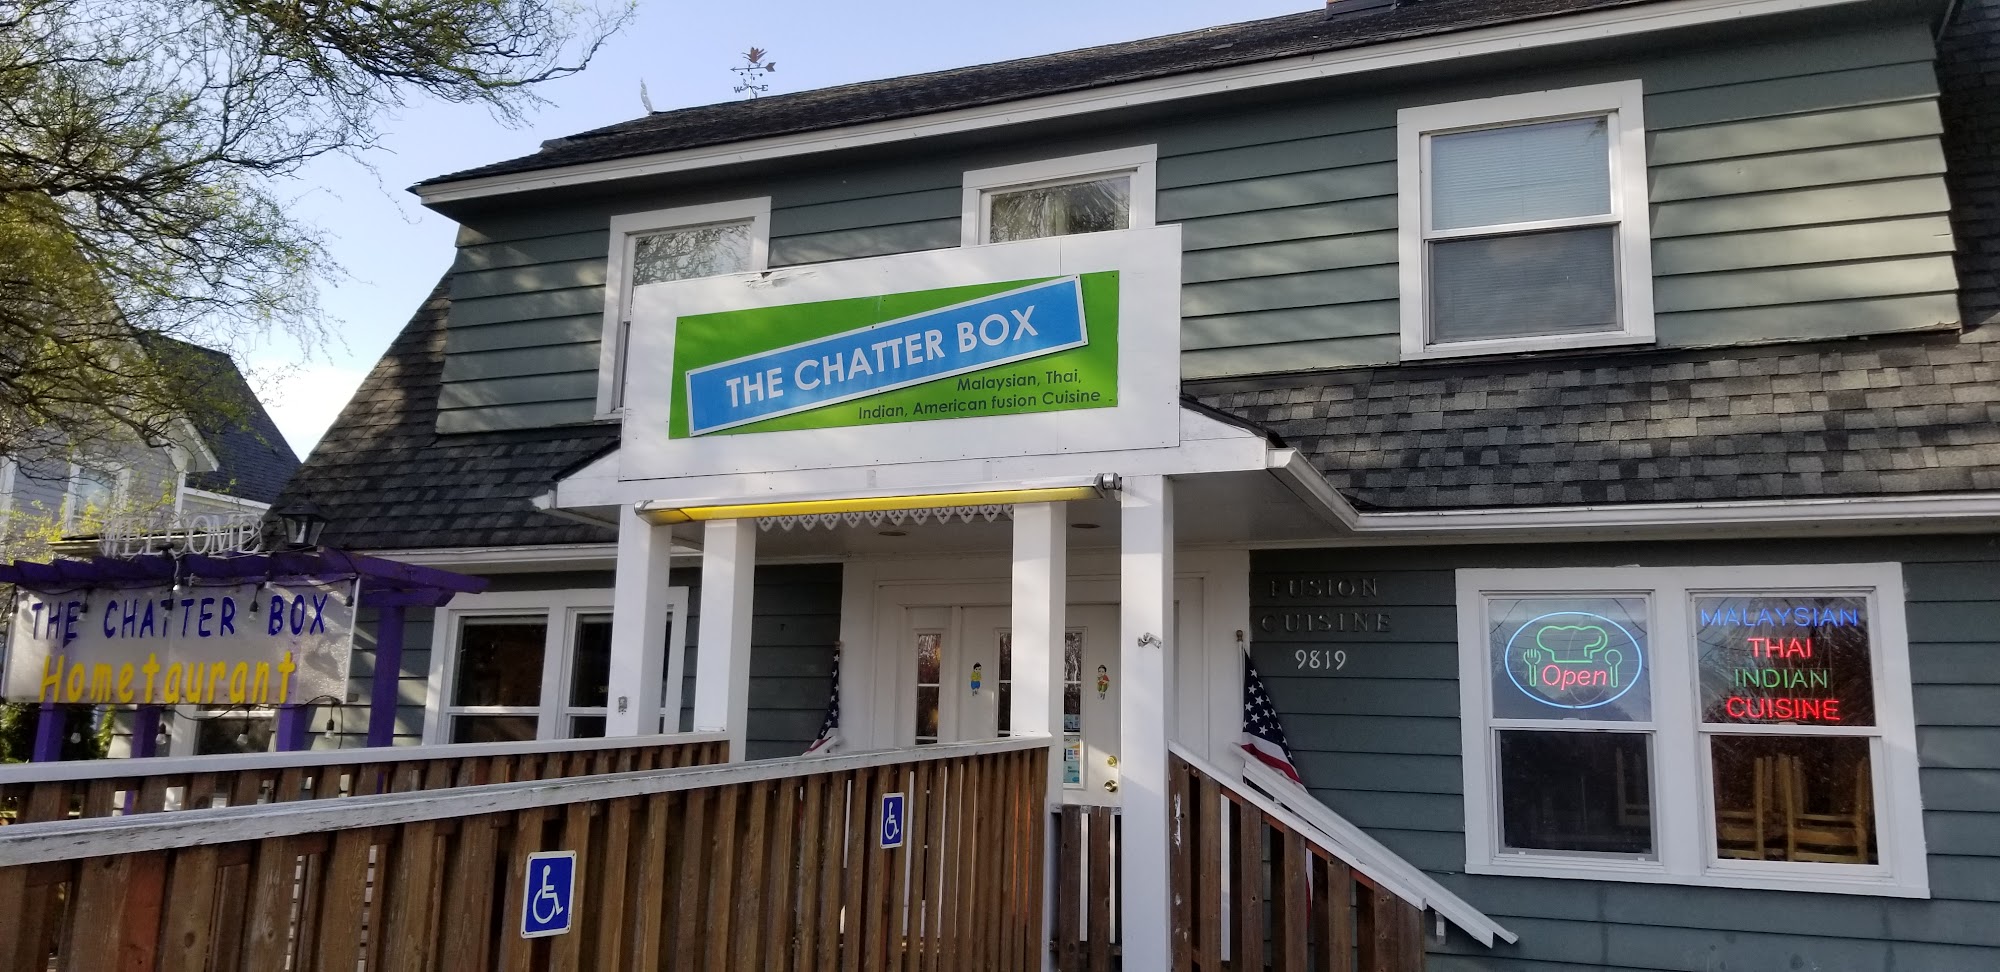 W E
THE CHATTER BOX
Malaysian, Thai,
Indian, American fusion Cuisine
WELCOME
THE CHATTER BOX
Hometaurant
FUSION
CUISINE
9819
Open
MALAYSIAN
THAI
INDIAN
CUISINE